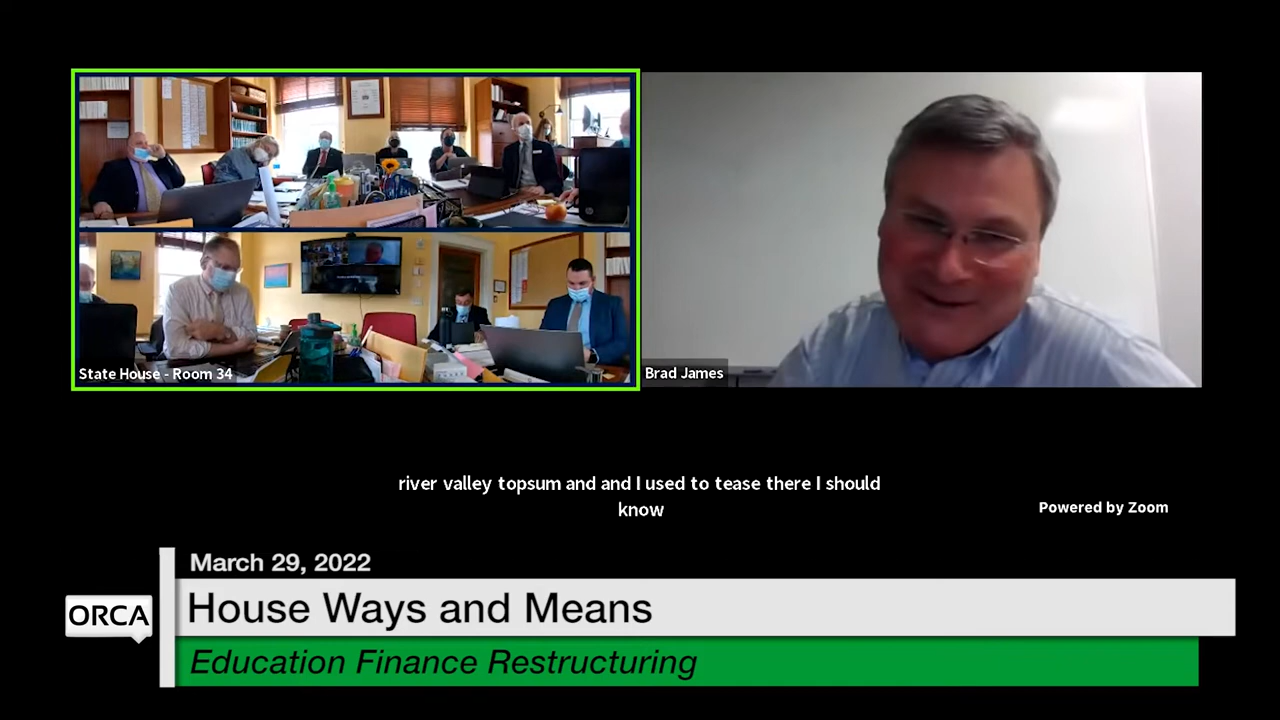 State House - Room 34
Brad James
river valley topsum and and I used to tease there I should
know
Powered by Zoom
March 29, 2022
ORCA
House Ways and Means
Education Finance Restructuring